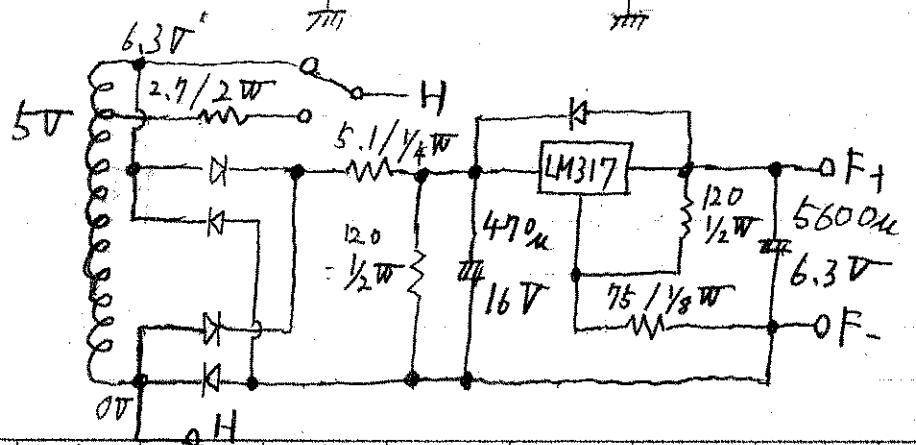 6.3V
5V
2.7/2W
H
5.1/¼W
LM317
F+
120
½W
470μ
16V
120
½W
5600μ
6.3V
75/⅛W
F-
0V
H